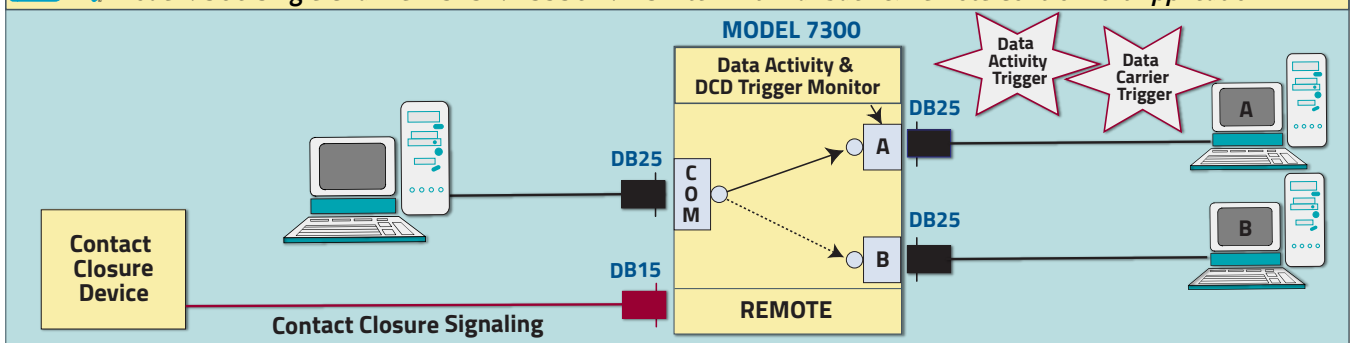 MODEL 7300
Data Activity &
DCD Trigger Monitor
Data
Activity
Trigger
Data
Carrier
Trigger
DB25
A
A
DB25
C
O
M
DB25
B
B
Contact
Closure
Device
DB15
Contact Closure Signaling
REMOTE